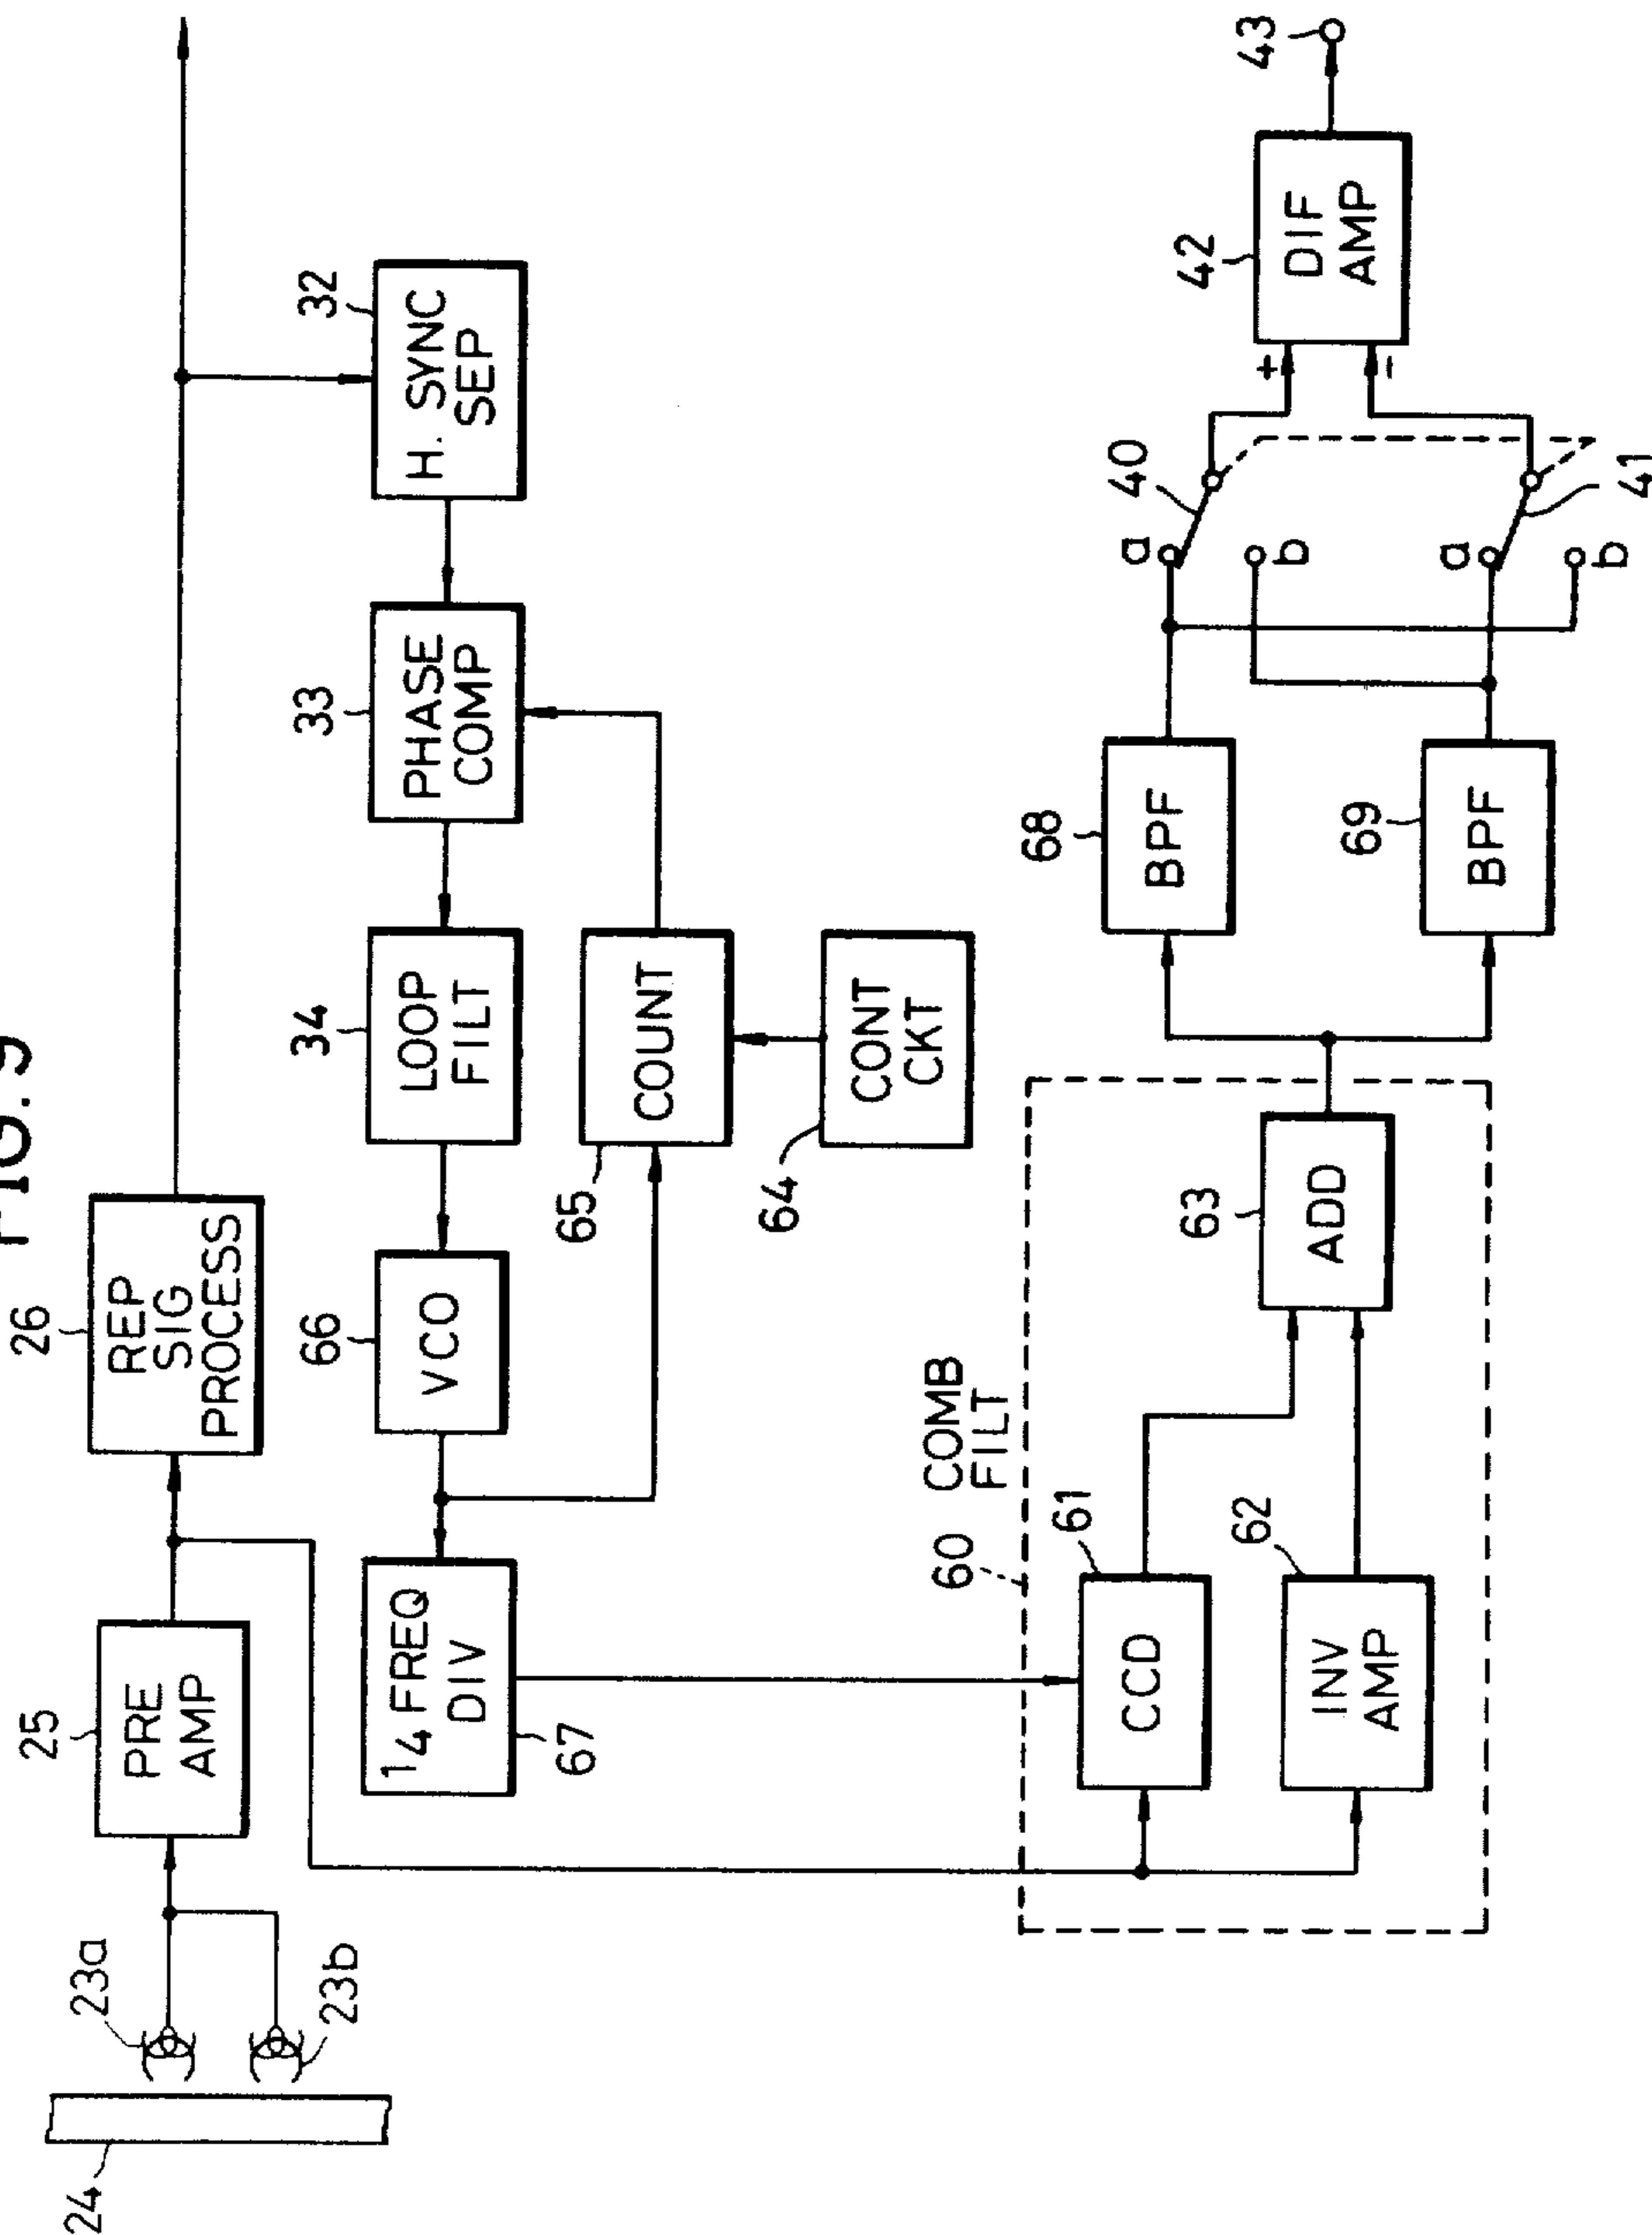 FIG. 9
24
23a
23b
25
PRE
AMP
26
REP
SIG
PROCESS
32
H. SYNC
SEP
33
PHASE
COMP
34
LOOP
FILT
66
VCO
1 4 FREQ
DIV
67
65
COUNT
64
CONT
CKT
COMB
FILT
60
61
CCD
62
INV
AMP
63
ADD
68
BPF
69
BPF
40
a
b
41
a
b
42
+
-
DIF
AMP
43